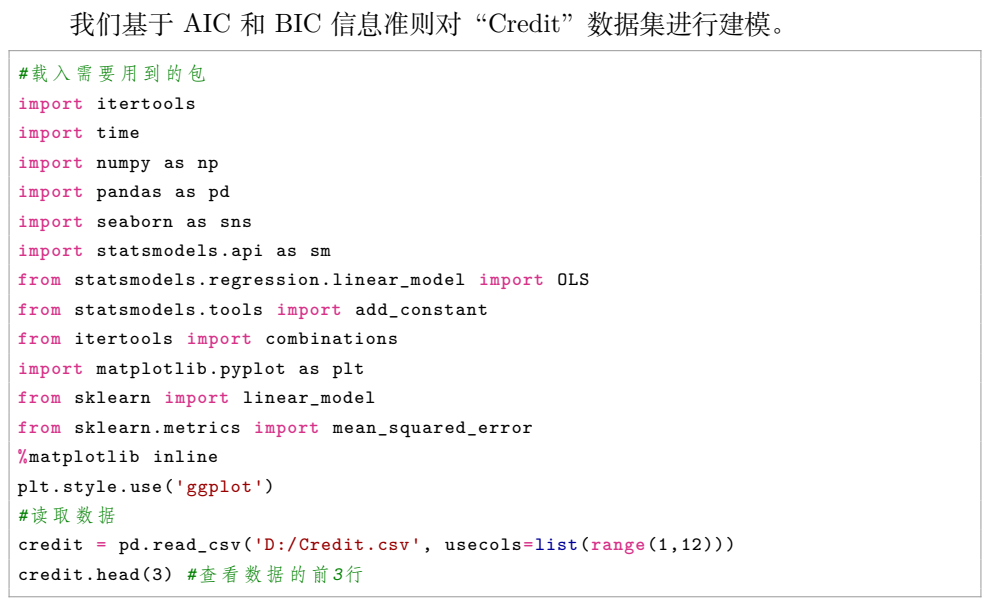 我们基于 AIC 和 BIC 信息准则对“Credit”数据集进行建模。
#载入需要用到的包
import itertools
import time
import numpy as np
import pandas as pd
import seaborn as sns
import statsmodels.api as sm
from statsmodels.regression.linear_model import OLS
from statsmodels.tools import add_constant
from itertools import combinations
import matplotlib.pyplot as plt
from sklearn import linear_model
from sklearn.metrics import mean_squared_error
%matplotlib inline
plt.style.use('ggplot')
#读取数据
credit = pd.read_csv('D:/Credit.csv', usecols=list(range(1,12)))
credit.head(3) #查看数据的前3行